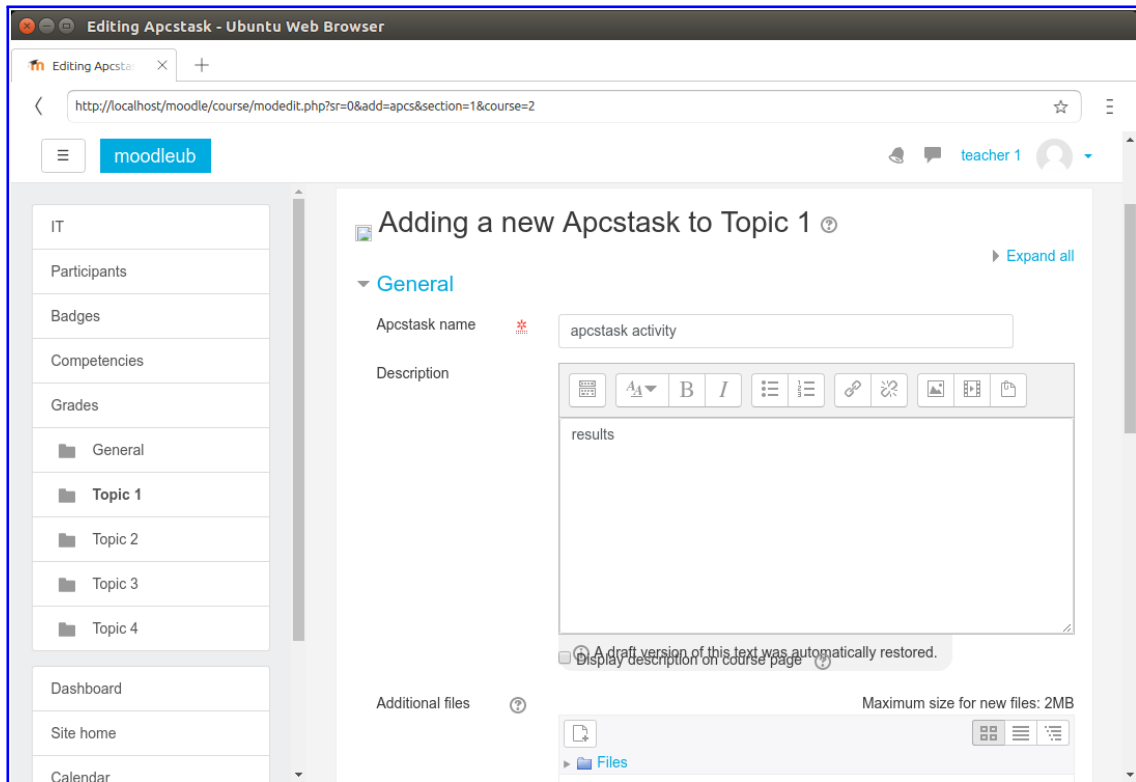 Editing Apcstask - Ubuntu Web Browser
Editing Apcsta
http://localhost/moodle/course/modedit.php?sr=0&add=apcs&section=1&course=2
moodleub
teacher 1
IT
Participants
Badges
Competencies
Grades
General
Topic 1
Topic 2
Topic 3
Topic 4
Dashboard
Site home
Calendar
Adding a new Apcstask to Topic 1
Expand all
General
Apcstask name
apcstask activity
Description
results
A draft version of this text was automatically restored.
Display description on course page
Additional files
Maximum size for new files: 2MB
Files